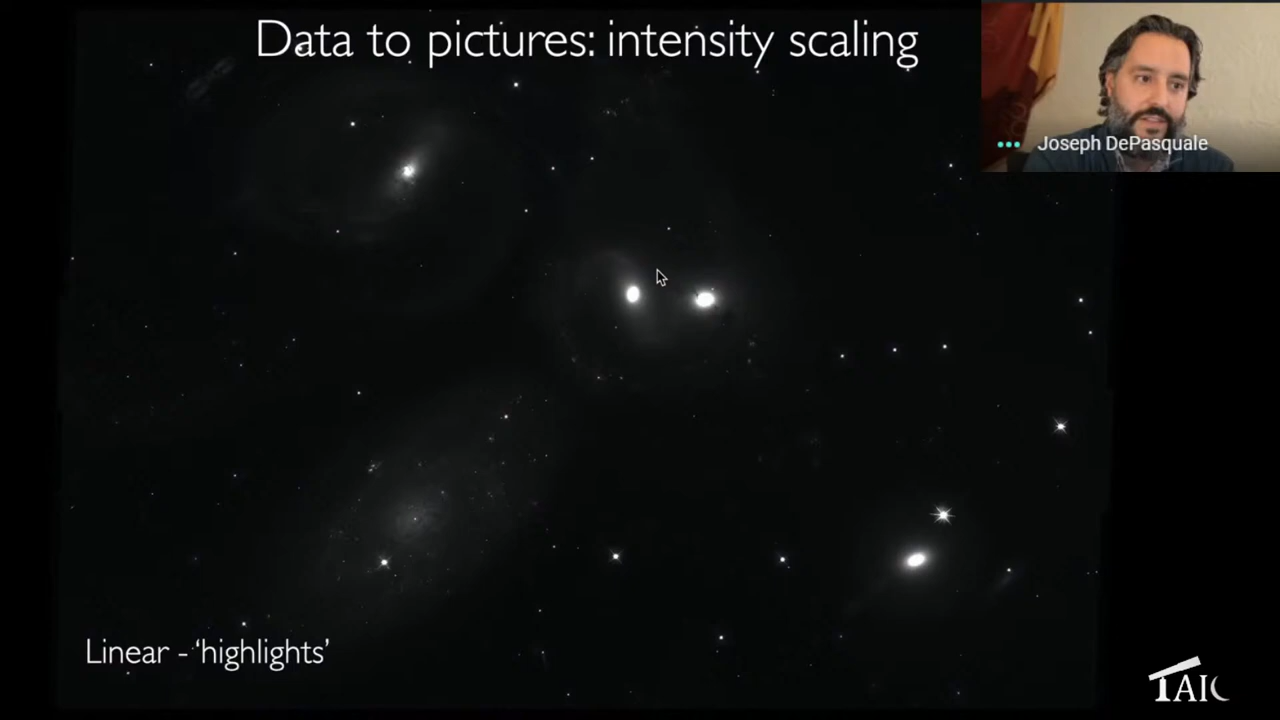 Data to pictures: intensity scaling
Joseph DePasquale
Linear - ‘highlights’
TAIC